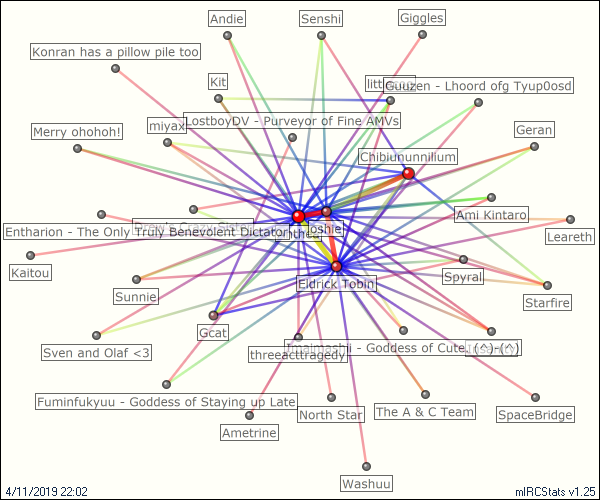 Andie
Senshi
Giggles
Konran has a pillow pile too
Kit
Guuzen - Lhoord ofg Tyup0osd
LostboyDV - Purveyor of Fine AMVs
Merry ohohoh!
miyax
Geran
Chibiununnilium
Ami Kintaro
Entharion - The Only Truly Benevolent Dictator
Joshie
Leareth
Kaitou
Eldrick Tobin
Spyral
Sunnie
Starfire
Gcat
Sven and Olaf <3
threeacttragedy
- Goddess of Cute. (^)-(^)
Fuminfukyuu - Goddess of Staying up Late
North Star
The A & C Team
SpaceBridge
Ametrine
Washuu
4/11/2019 22:02
mIRCStats v1.25